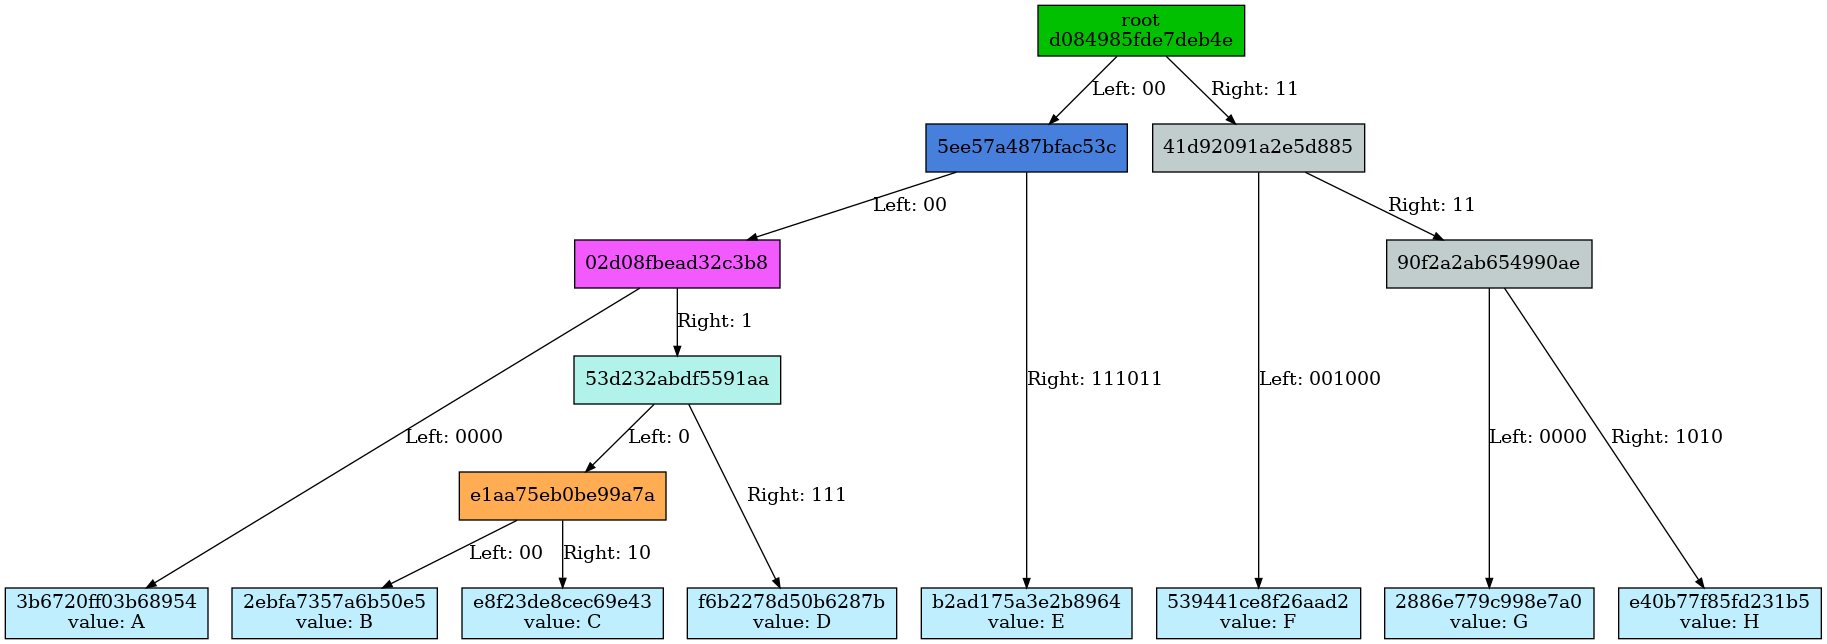 root
d084985fde7deb4e
Left: 00
Right: 11
5ee57a487bfac53c
41d92091a2e5d885
Left: 00
Right: 11
02d08fbead32c3b8
90f2a2ab654990ae
Right: 1
53d232abdf5591aa
Right: 111011
Left: 001000
Left: 0000
Left: 0
Left: 0000
Right: 1010
e1aa75eb0be99a7a
Right: 111
Left: 00
Right: 10
3b6720ff03b68954
value: A
2ebfa7357a6b50e5
value: B
e8f23de8cec69e43
value: C
f6b2278d50b6287b
value: D
b2ad175a3e2b8964
value: E
539441ce8f26aad2
value: F
2886e779c998e7a0
value: G
e40b77f85fd231b5
value: H